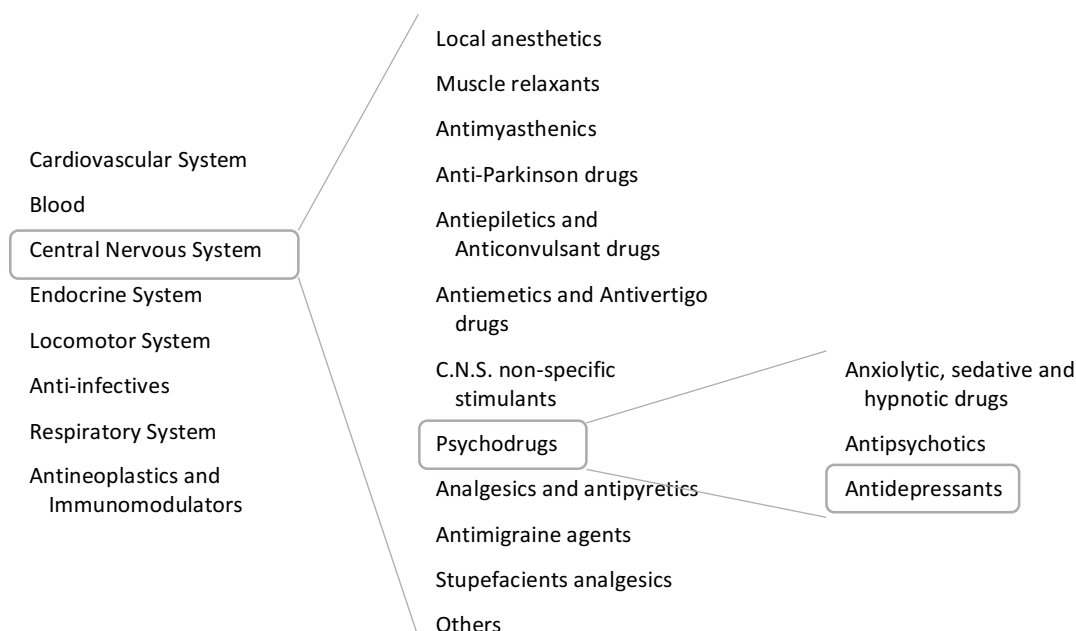 Cardiovascular System
Blood
Central Nervous System
Endocrine System
Locomotor System
Anti-infectives
Respiratory System
Antineoplastics and
Immunomodulators
Local anesthetics
Muscle relaxants
Antimyasthenics
Anti-Parkinson drugs
Antiepiletics and
Anticonvulsant drugs
Antiemetics and Antivertigo
drugs
C.N.S. non-specific
stimulants
Psychodrugs
Analgesics and antipyretics
Antimigraine agents
Stupefacients analgesics
Others
Anxiolytic, sedative and
hypnotic drugs
Antipsychotics
Antidepressants